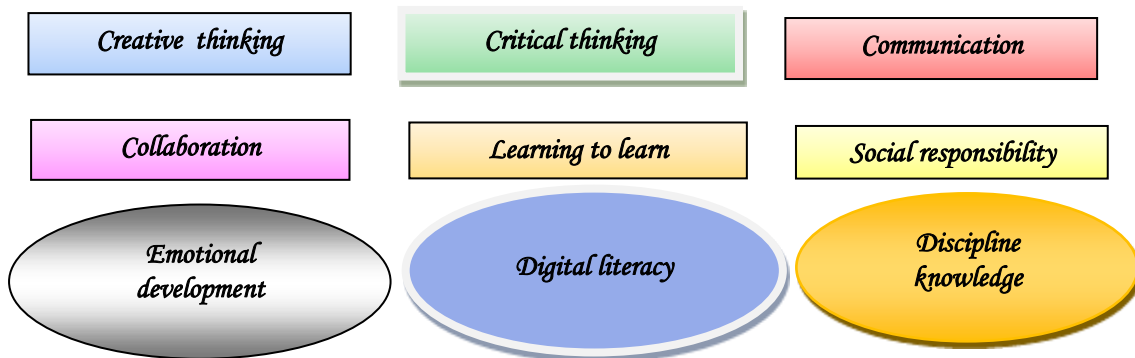 Creative thinking
Critical thinking
Communication
Collaboration
Learning to learn
Social responsibility
Emotional
development
Digital literacy
Discipline
knowledge